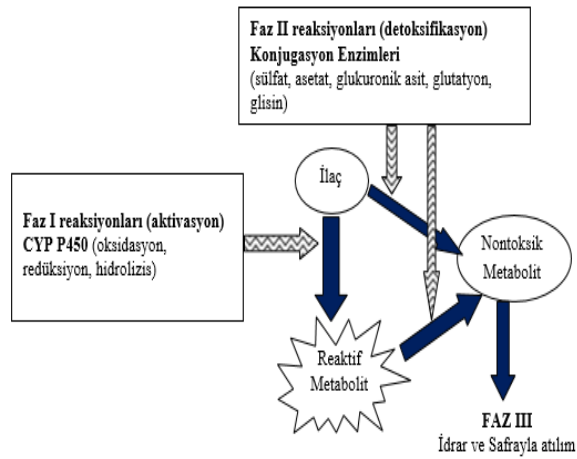 Faz II reaksiyonları (detoksifikasyon)
Konjugasyon Enzimleri
(sülfat, asetat, glukuronik asit, glutatyon,
glisin)
İlaç
Faz I reaksiyonları (aktivasyon)
CYP P450 (oksidasyon,
redüksiyon, hidrolizis)
Nontoksik
Metabolit
Reaktif
Metabolit
FAZ III
İdrar ve Safrayla atılım